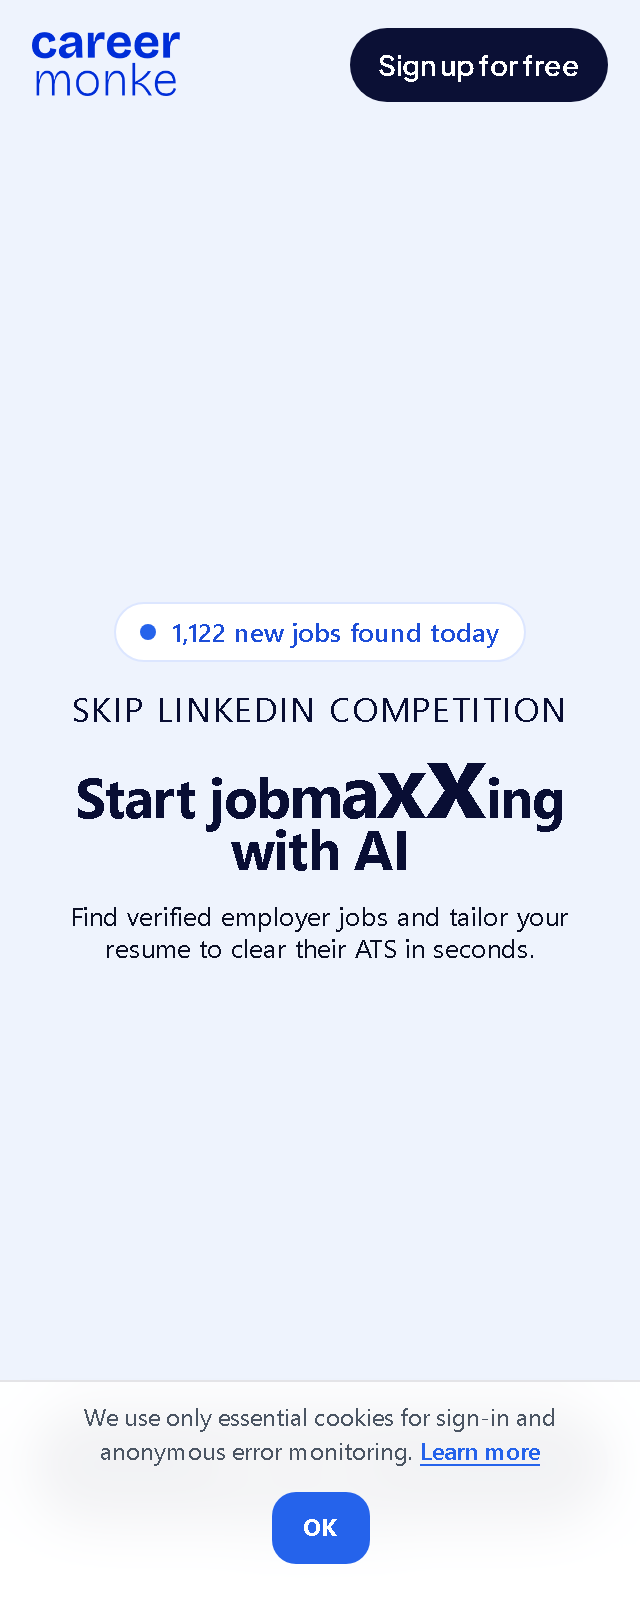 career
monke
Sign up for free
1,122 new jobs found today
SKIP LINKEDIN COMPETITION
Start jobmaxXing
with AI
Find verified employer jobs and tailor your
resume to clear their ATS in seconds.
We use only essential cookies for sign-in and
anonymous error monitoring. Learn more
OK